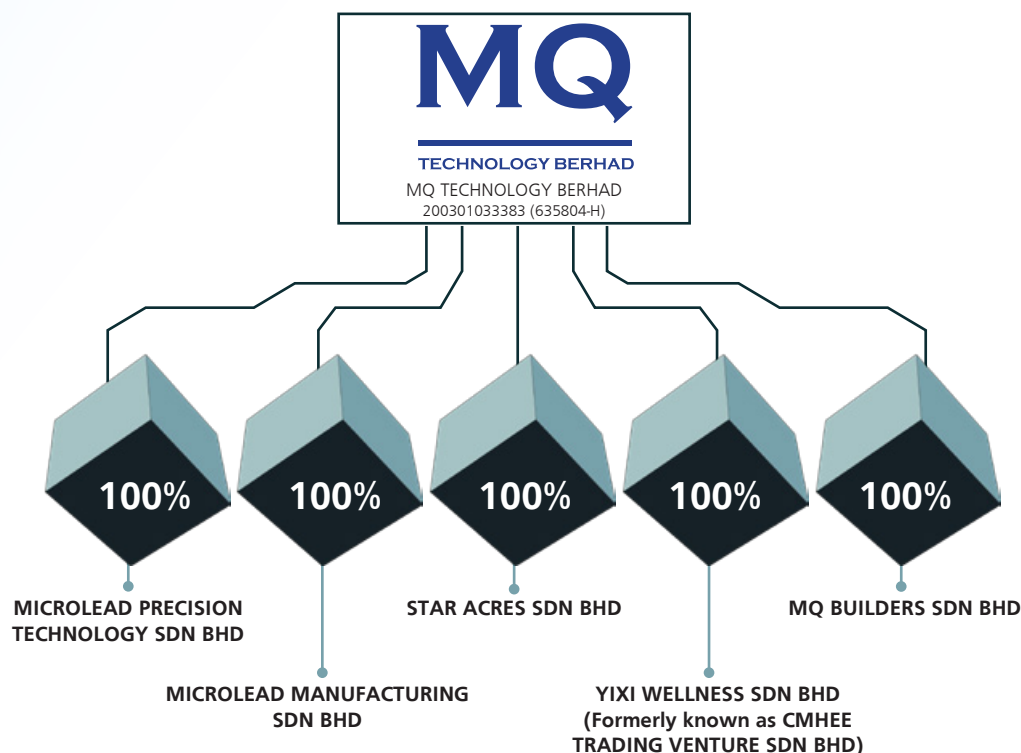 MQ
TECHNOLOGY BERHAD
MQ TECHNOLOGY BERHAD
200301033383 (635804-H)
100%
100%
100%
100%
100%
MICROLEAD PRECISION
TECHNOLOGY SDN BHD
STAR ACRES SDN BHD
MQ BUILDERS SDN BHD
MICROLEAD MANUFACTURING
SDN BHD
YIXI WELLNESS SDN BHD
(Formerly known as CMHEE
TRADING VENTURE SDN BHD)